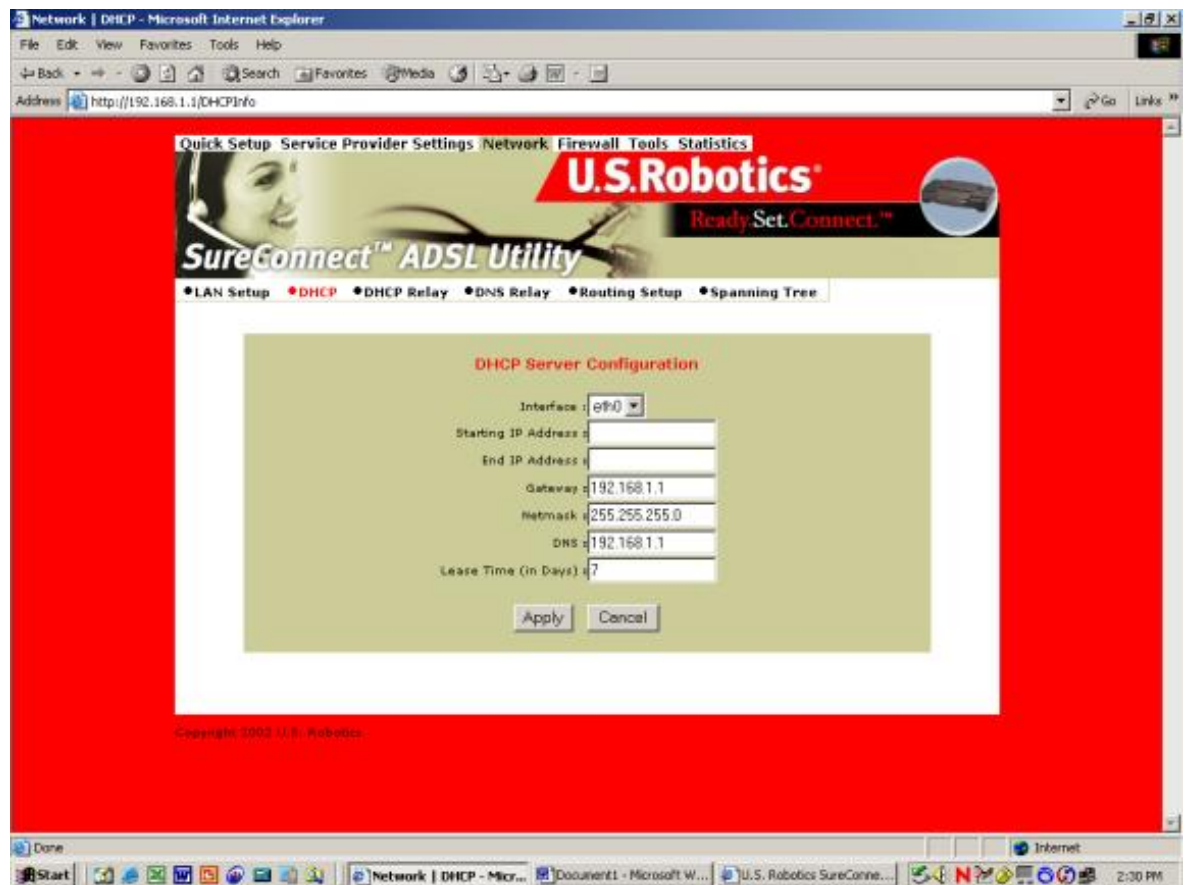 Network | DHCP - Microsoft Internet Explorer
File Edit View Favorites Tools Help
Back Search Favorites Media
Address http://192.168.1.1/DHCPInfo Go Links »
Quick Setup Service Provider Settings Network Firewall Tools Statistics
U.S.Robotics®
Ready.Set.Connect.™
SureConnect™ ADSL Utility
•LAN Setup •DHCP •DHCP Relay •DNS Relay •Routing Setup •Spanning Tree
DHCP Server Configuration
Interface : eth0
Starting IP Address :
End IP Address :
Gateway : 192.168.1.1
Netmask : 255.255.255.0
DNS : 192.168.1.1
Lease Time (in Days) : 7
Apply Cancel
Copyright 2002 U.S. Robotics.
Done Internet
Start Network | DHCP - Micr... Document1 - Microsoft W... U.S. Robotics SureConne... 2:30 PM